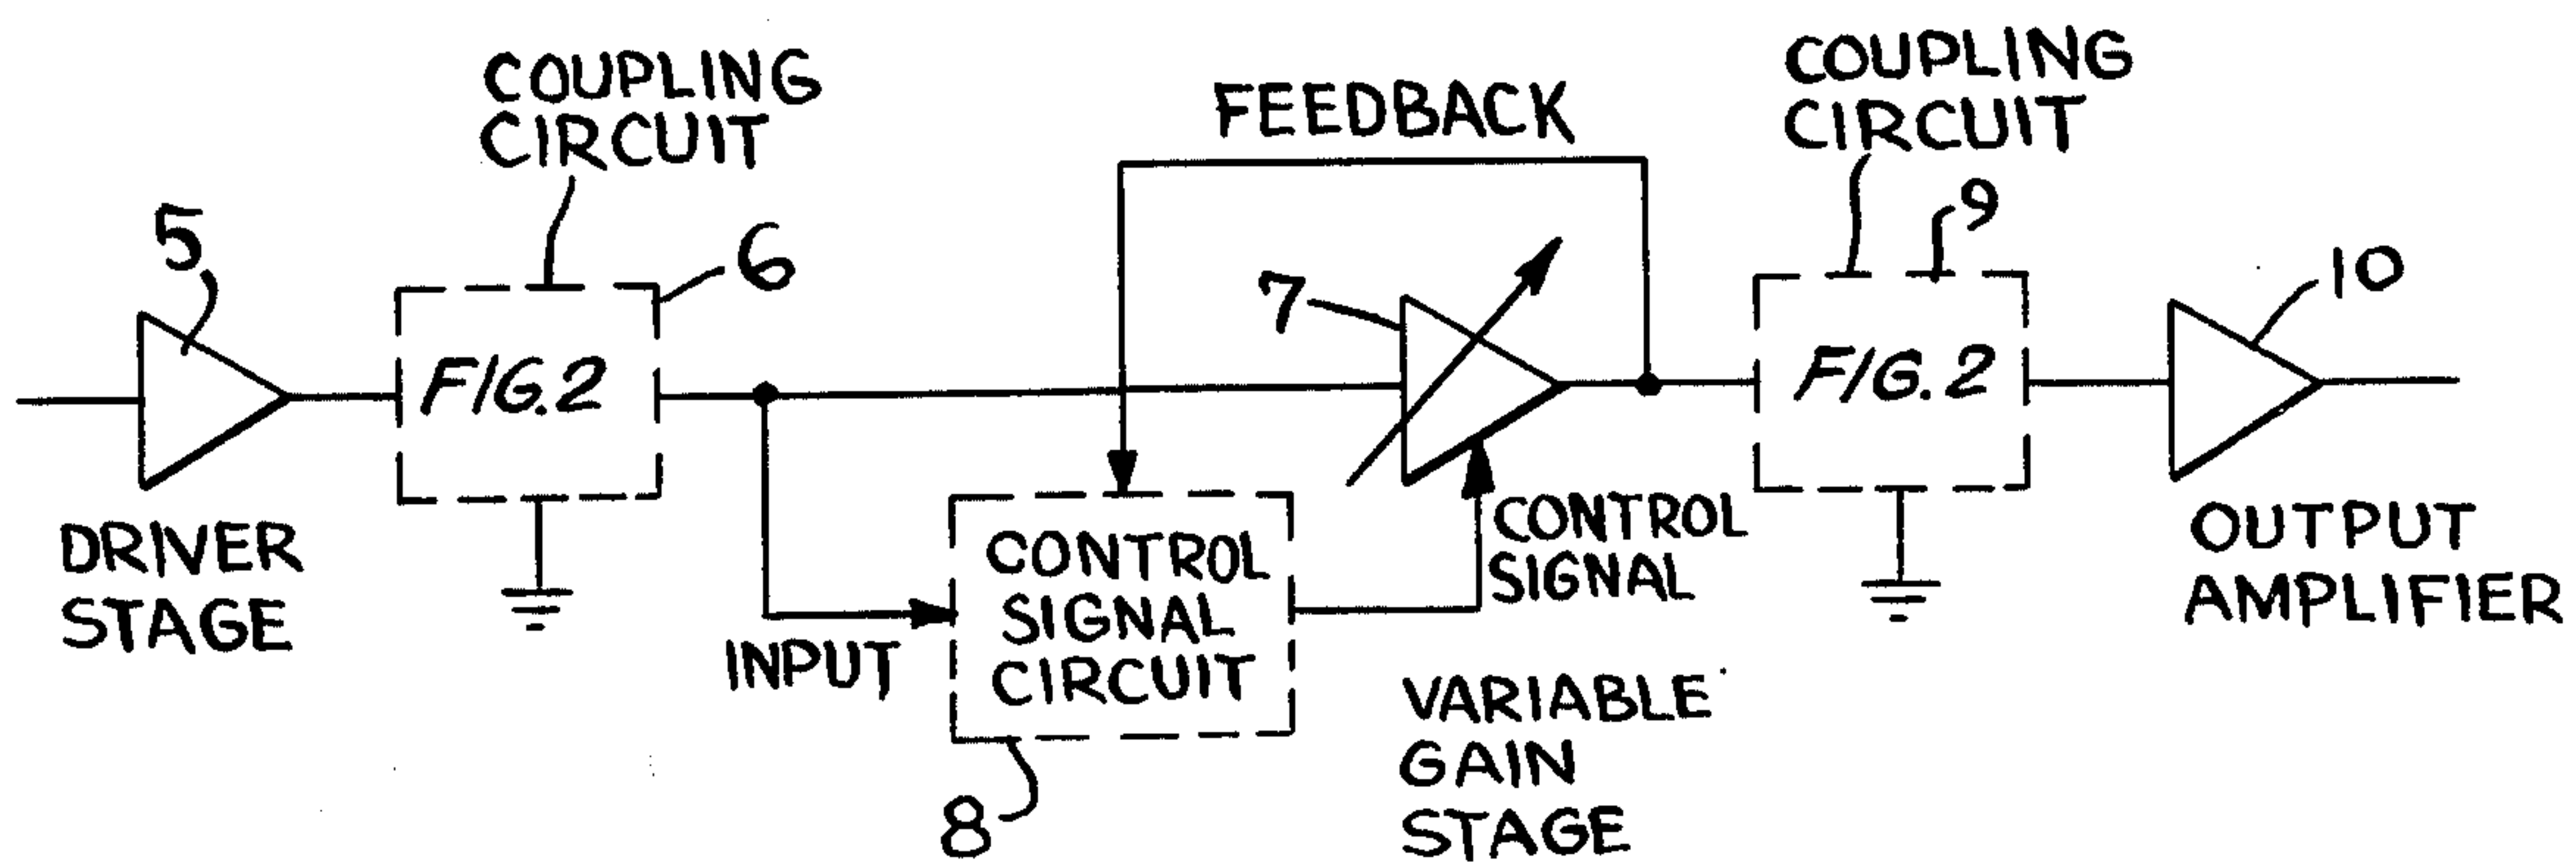 COUPLING
CIRCUIT
FEEDBACK
COUPLING
CIRCUIT
5
6
7
9
10
FIG.2
FIG.2
DRIVER
STAGE
INPUT
CONTROL
SIGNAL
CIRCUIT
CONTROL
SIGNAL
OUTPUT
AMPLIFIER
VARIABLE
GAIN
STAGE
8